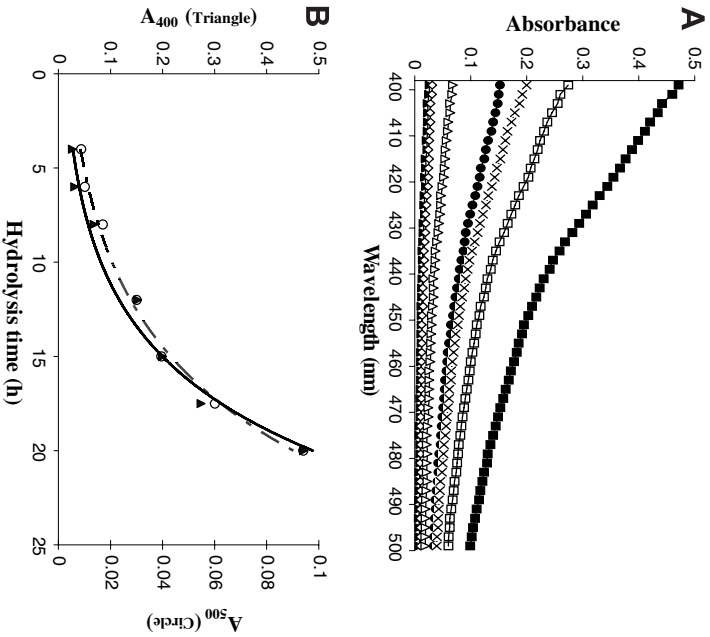 A
Absorbance
0.5
0.4
0.3
0.2
0.1
0
400 410 420 430 440 450 460 470 480 490 500
Wavelength (nm)
B
A400 (Triangle)
0.5
0.4
0.3
0.2
0.1
0
0 5 10 15 20 25
Hydrolysis time (h)
0.1
0.08
0.06
0.04
0.02
0
A500 (Circle)